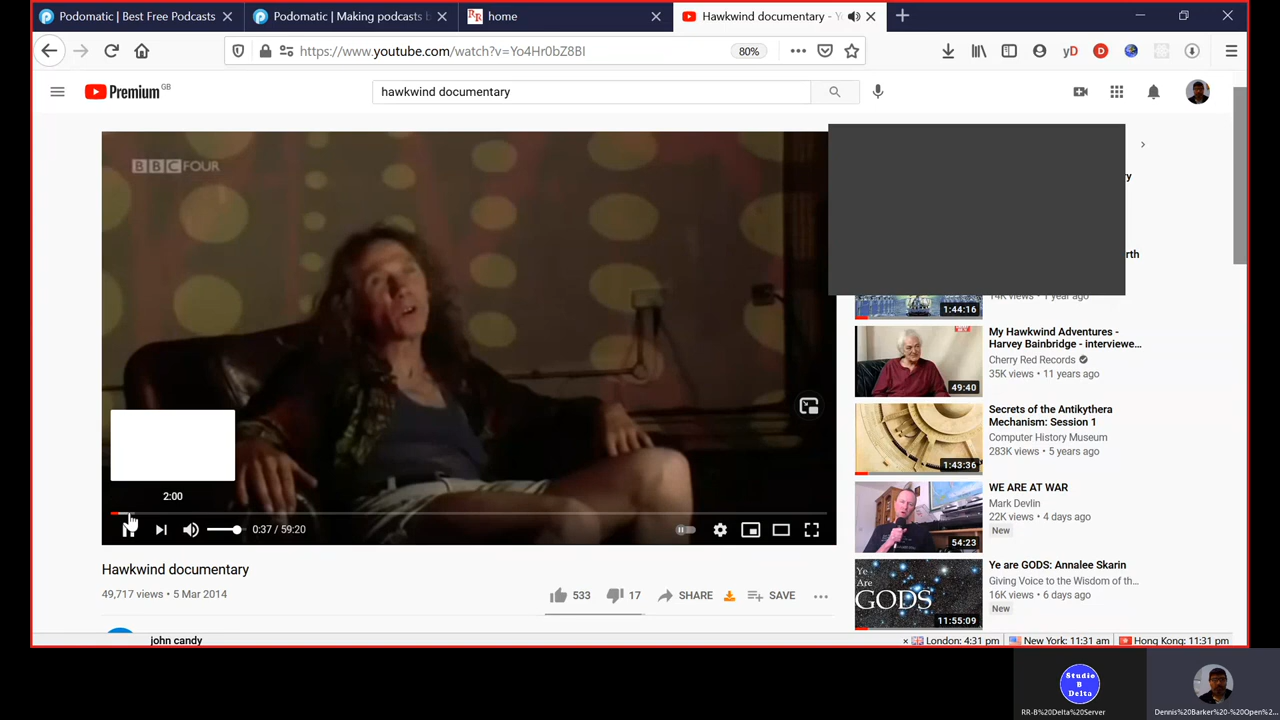 Podomatic | Best Free Podcasts
Podomatic | Making podcasts
home
Hawkwind documentary -
https://www.youtube.com/watch?v=Yo4Hr0bZ8BI
80%
yD
D
Premium GB
hawkwind documentary
BBC FOUR
2:00
0:37 / 59:20
Hawkwind documentary
49,717 views • 5 Mar 2014
533
17
SHARE
SAVE
john candy
1:44:16
My Hawkwind Adventures -
Harvey Bainbridge - interviewe…
Cherry Red Records
35K views • 11 years ago
49:40
Secrets of the Antikythera
Mechanism: Session 1
Computer History Museum
283K views • 5 years ago
1:43:36
WE ARE AT WAR
Mark Devlin
22K views • 4 days ago
New
54:23
Ye are GODS: Annalee Skarin
Giving Voice to the Wisdom of th…
16K views • 6 days ago
New
Ye
Are
GODS
11:55:09
× London: 4:31 pm New York: 11:31 am Hong Kong: 11:31 pm
Studio
B
Delta
RR-B%20Delta%20Server
Dennis%20Barker%20-%20Open%2...